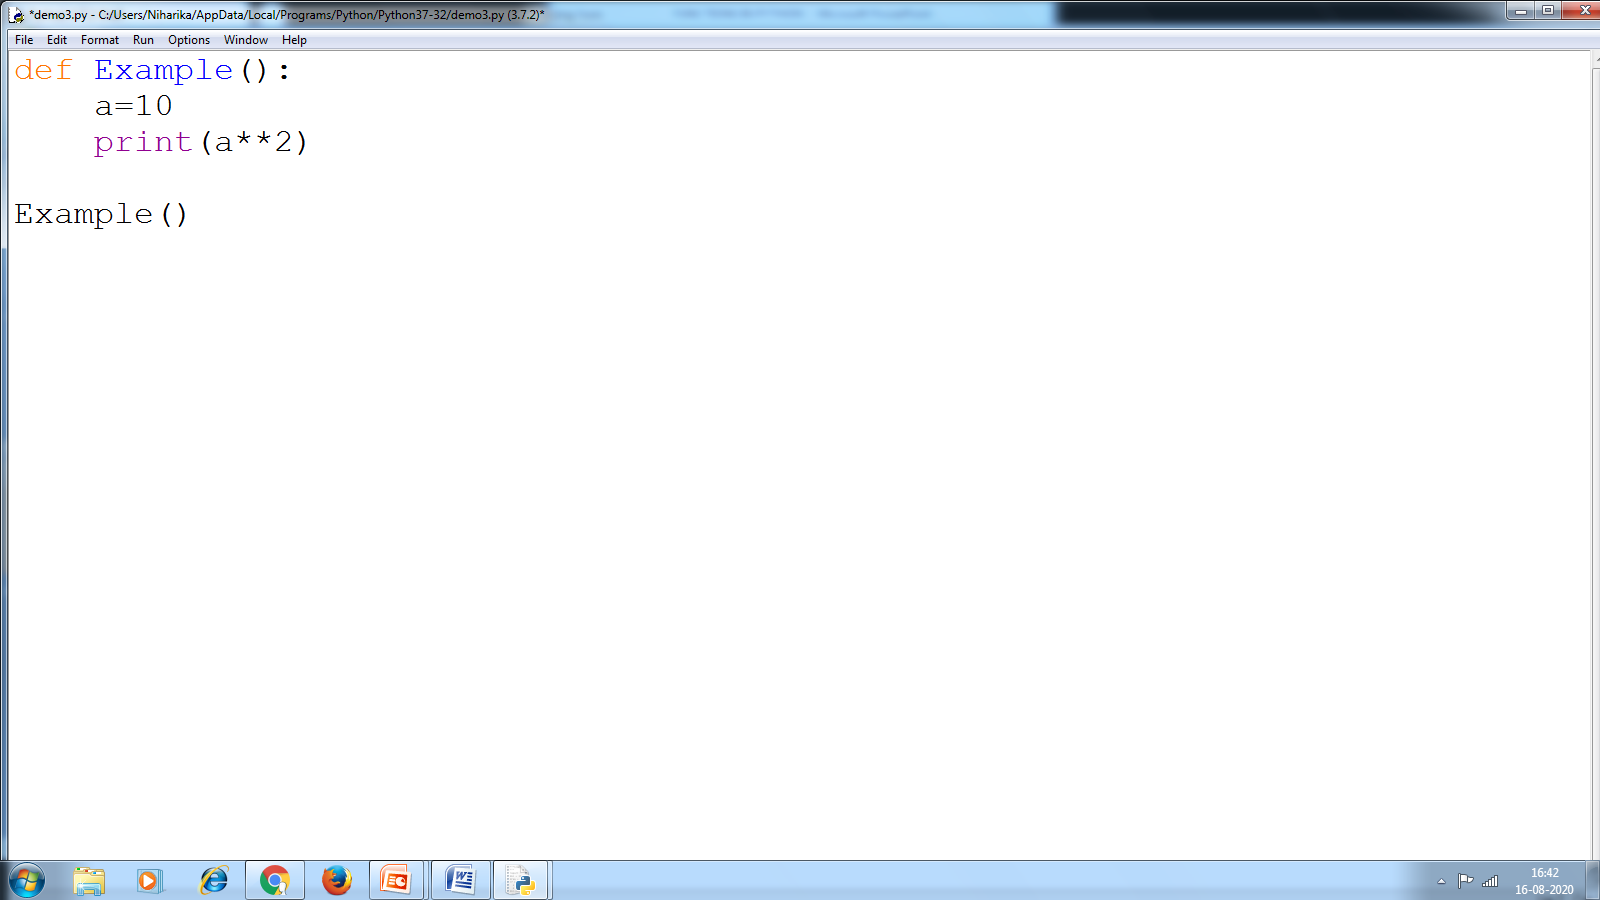 *demo3.py - C:/Users/Niharika/AppData/Local/Programs/Python/Python37-32/demo3.py (3.7.2)*
File Edit Format Run Options Window Help
def Example():
    a=10
    print(a**2)
Example()
16:42
16-08-2020